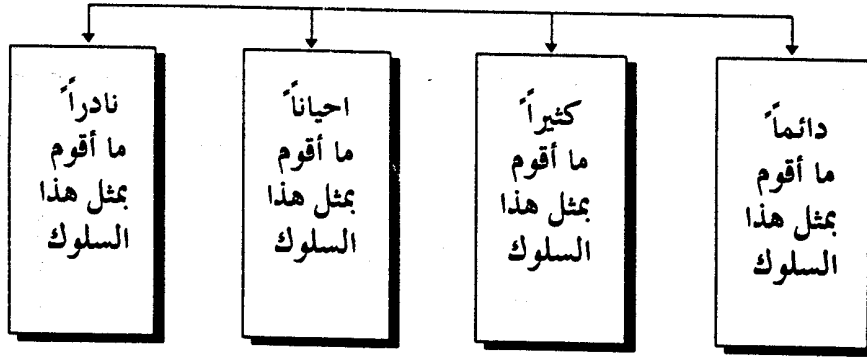 دائماً
ما أقوم
بمثل هذا
السلوك
كثيراً
ما أقوم
بمثل هذا
السلوك
احياناً
ما أقوم
بمثل هذا
السلوك
نادراً
ما أقوم
بمثل هذا
السلوك